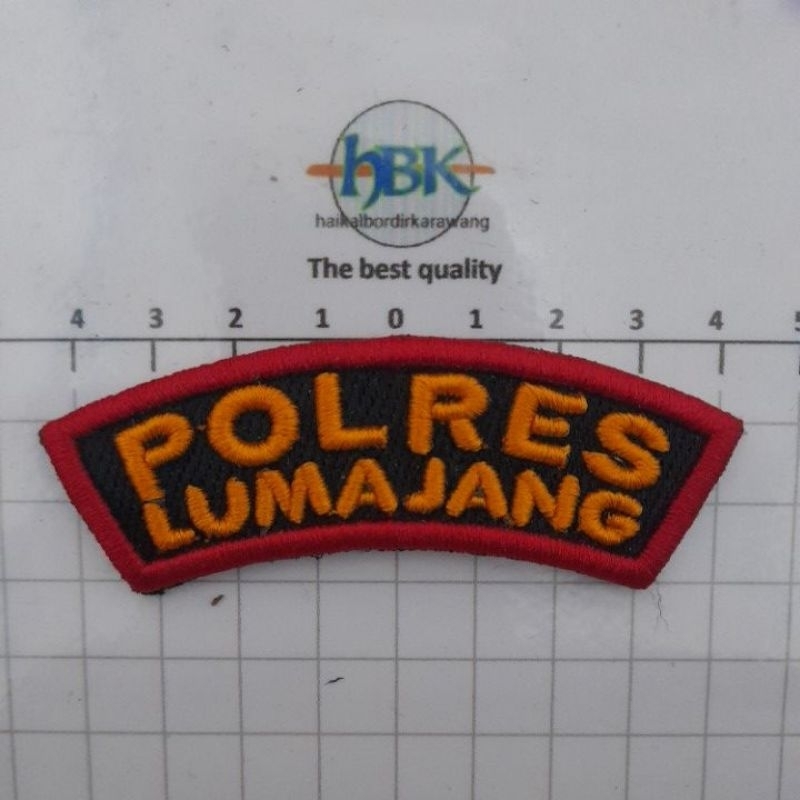 hBK
haikalbordirkarawang
The best quality
4 3 2 1 0 1 2 3 4 5
POLRES
LUMAJANG